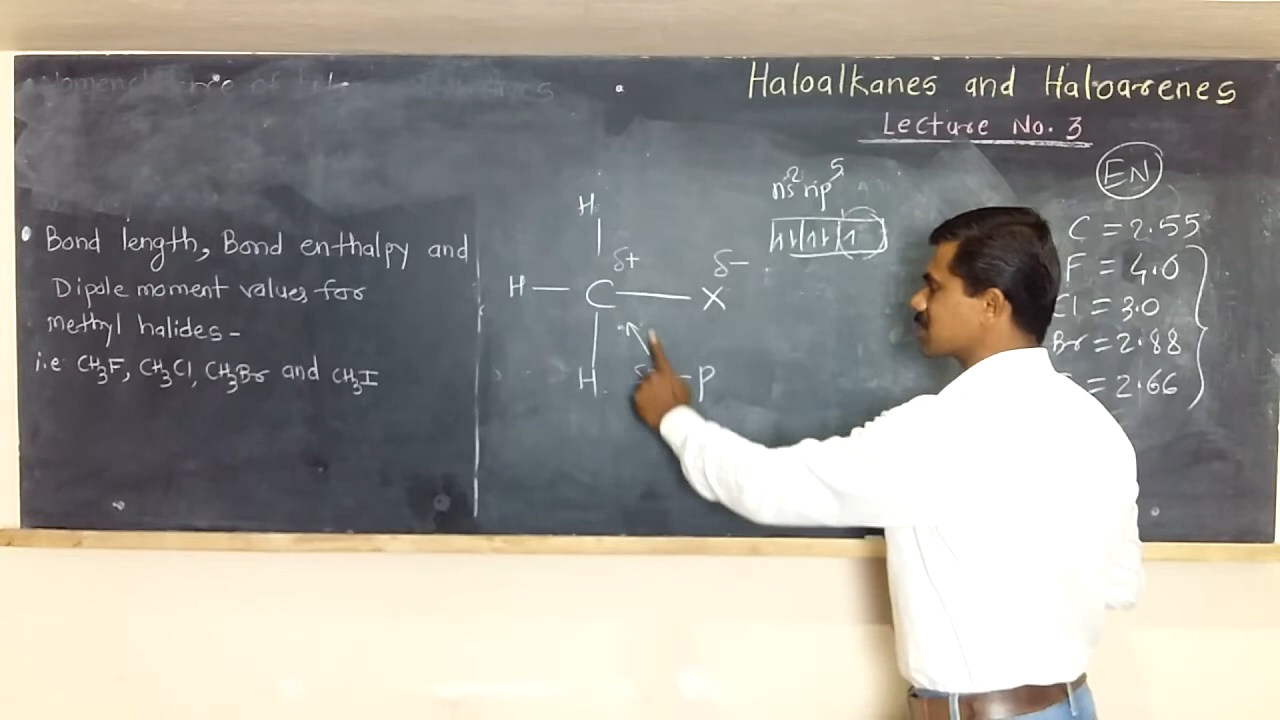 Haloalkanes and Haloarenes
Lecture No. 3
• Bond length, Bond enthalpy and
Dipole moment values for
methyl halides -
i.e CH₃F, CH₃Cl, CH₃Br and CH₃I
H
δ+ δ-
H — C — X
H
P
ns² np⁵
EN
C = 2.55
F = 4.0
Cl = 3.0
Br = 2.88
= 2.66